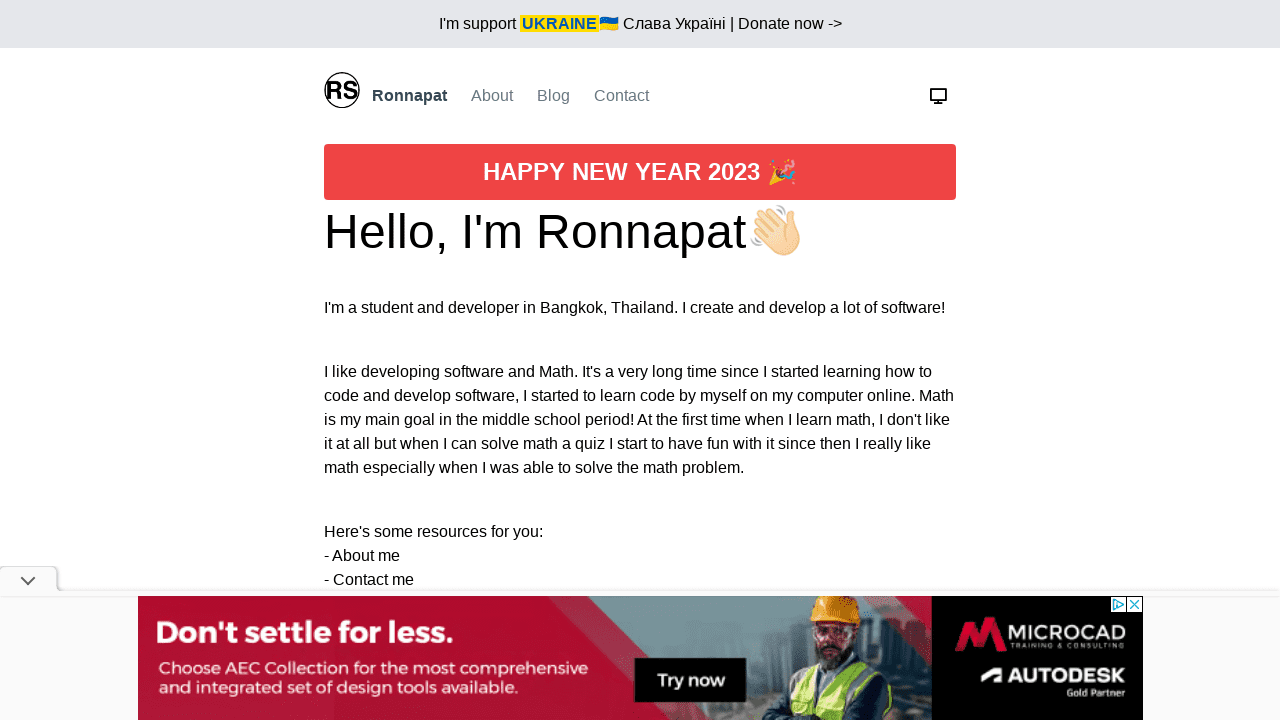 I'm support UKRAINE🇺🇦 Слава Україні | Donate now ->
RS Ronnapat About Blog Contact
HAPPY NEW YEAR 2023 🎉
Hello, I'm Ronnapat👋🏻
I'm a student and developer in Bangkok, Thailand. I create and develop a lot of software!
I like developing software and Math. It's a very long time since I started learning how to
code and develop software, I started to learn code by myself on my computer online. Math
is my main goal in the middle school period! At the first time when I learn math, I don't like
it at all but when I can solve math a quiz I start to have fun with it since then I really like
math especially when I was able to solve the math problem.
Here's some resources for you:
- About me
- Contact me
Don't settle for less.
Choose AEC Collection for the most comprehensive
and integrated set of design tools available.
Try now
MICROCAD
TRAINING & CONSULTING
AUTODESK
Gold Partner